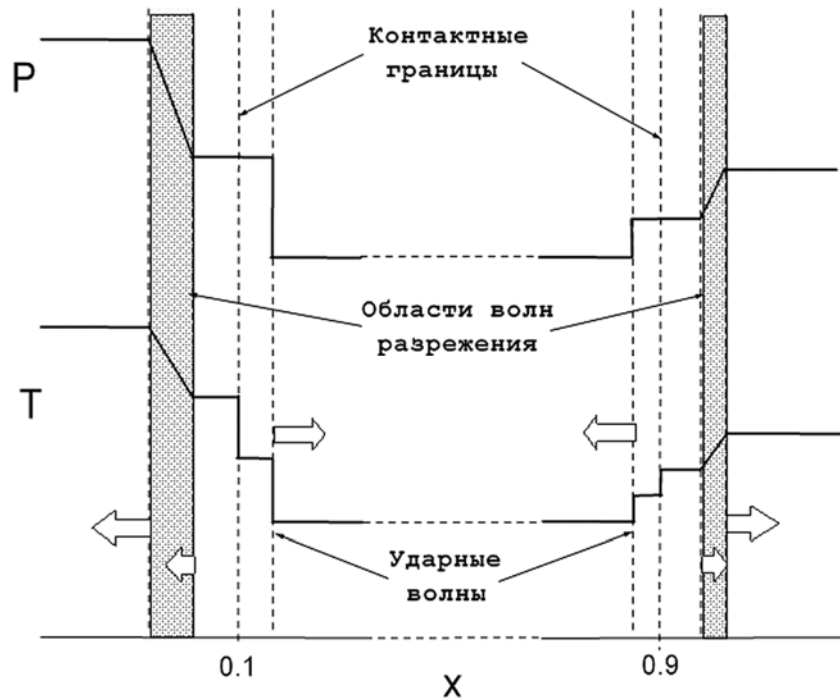 Контактные
границы
P
Области волн
разрежения
T
Ударные
волны
0.1
0.9
X